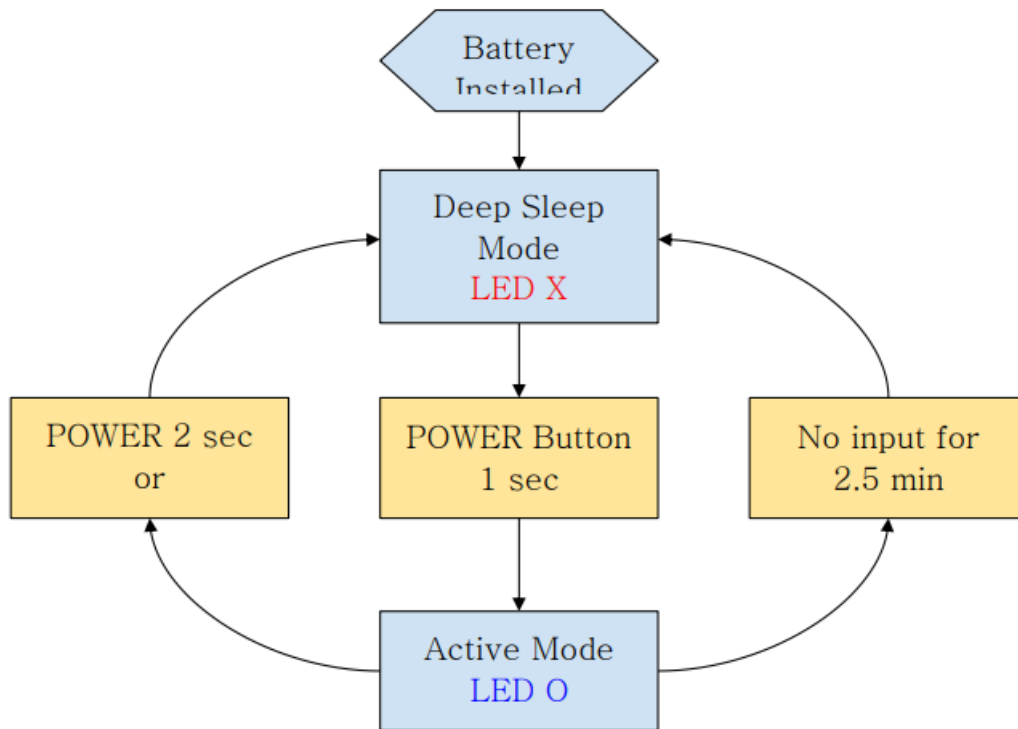 Battery
Installed
Deep Sleep
Mode
LED X
POWER 2 sec
or
POWER Button
1 sec
No input for
2.5 min
Active Mode
LED O